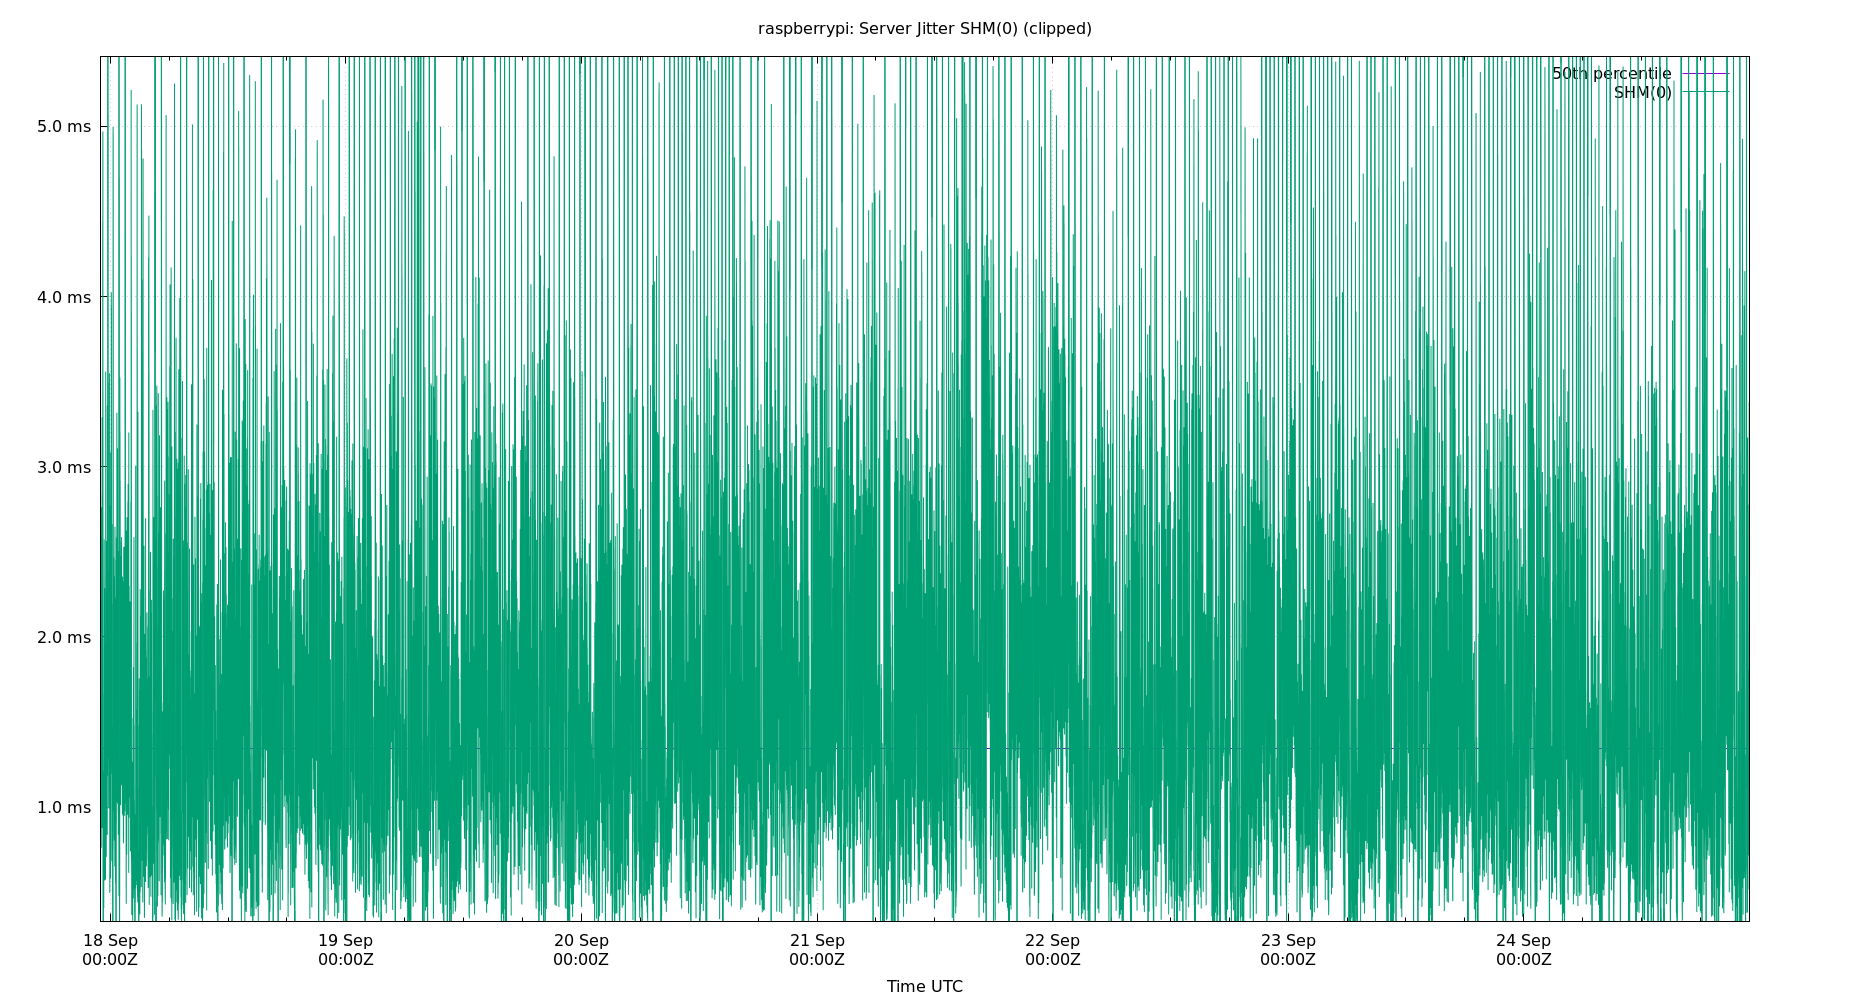 raspberrypi: Server Jitter SHM(0) (clipped)
50th percentile
SHM(0)
5.0 ms
4.0 ms
3.0 ms
2.0 ms
1.0 ms
18 Sep 19 Sep 20 Sep 21 Sep 22 Sep 23 Sep 24 Sep
00:00Z 00:00Z 00:00Z 00:00Z 00:00Z 00:00Z 00:00Z
Time UTC